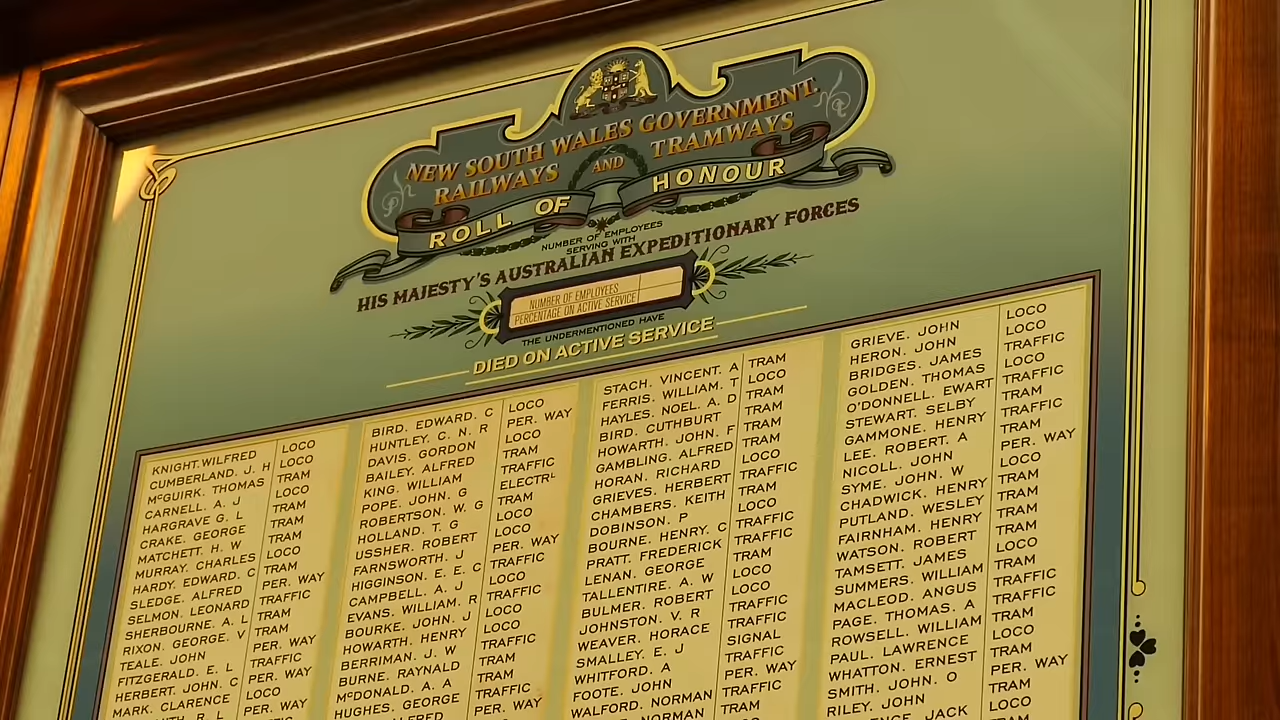 NEW SOUTH WALES GOVERNMENT.
RAILWAYS AND TRAMWAYS
ROLL OF HONOUR
NUMBER OF EMPLOYEES
SERVING WITH
HIS MAJESTY'S AUSTRALIAN EXPEDITIONARY FORCES
NUMBER OF EMPLOYEES
PERCENTAGE ON ACTIVE SERVICE
THE UNDERMENTIONED HAVE
DIED ON ACTIVE SERVICE
KNIGHT.WILFRED LOCO
CUMBERLAND. J. H LOCO
McGUIRK. THOMAS TRAM
CARNELL. A. J LOCO
HARGRAVE G. L TRAM
CRAKE. GEORGE TRAM
MATCHETT. H. W LOCO
MURRAY. CHARLES TRAM
HARDY. EDWARD. C PER. WAY
SLEDGE. ALFRED TRAFFIC
SELMON. LEONARD TRAM
SHERBOURNE. A. L TRAM
RIXON. GEORGE. V PER. WAY
TEALE. JOHN TRAFFIC
FITZGERALD. E. L PER. WAY
HERBERT. JOHN. C LOCO
MARK. CLARENCE PER. WAY
R. L
BIRD. EDWARD. C LOCO
HUNTLEY. C. N. R PER. WAY
DAVIS. GORDON LOCO
BAILEY. ALFRED TRAM
KING. WILLIAM TRAFFIC
POPE. JOHN. G ELECTRL
ROBERTSON. W. G TRAM
HOLLAND. T. G LOCO
USSHER. ROBERT LOCO
FARNSWORTH. J PER. WAY
HIGGINSON. E. E. C TRAFFIC
CAMPBELL. A. J LOCO
EVANS. WILLIAM. R TRAFFIC
BOURKE. JOHN. J LOCO
HOWARTH. HENRY LOCO
BERRIMAN. J. W TRAFFIC
BURNE. RAYNALD TRAM
McDONALD. A. A TRAFFIC
HUGHES. GEORGE PER. WAY
ALFRED
STACH. VINCENT. A TRAM
FERRIS. WILLIAM. T LOCO
HAYLES. NOEL. A. D TRAM
BIRD. CUTHBURT TRAM
HOWARTH. JOHN. F TRAM
GAMBLING. ALFRED TRAM
HORAN. RICHARD LOCO
GRIEVES. HERBERT TRAFFIC
CHAMBERS. KEITH TRAM
DOBINSON. P LOCO
BOURNE. HENRY. C TRAFFIC
PRATT. FREDERICK TRAFFIC
LENAN. GEORGE TRAM
TALLENTIRE. A. W LOCO
BULMER. ROBERT LOCO
JOHNSTON. V. R TRAFFIC
WEAVER. HORACE TRAFFIC
SMALLEY. E. J SIGNAL
WHITFORD. A TRAFFIC
FOOTE. JOHN PER. WAY
WALFORD. NORMAN TRAFFIC
NORMAN TRAM
GRIEVE. JOHN LOCO
HERON. JOHN LOCO
BRIDGES. JAMES TRAFFIC
GOLDEN. THOMAS LOCO
O'DONNELL. EWART TRAFFIC
STEWART. SELBY TRAM
GAMMONE. HENRY TRAFFIC
LEE. ROBERT. A TRAM
NICOLL. JOHN PER. WAY
SYME. JOHN. W LOCO
CHADWICK. HENRY TRAM
PUTLAND. WESLEY TRAM
FAIRNHAM. HENRY TRAM
WATSON. ROBERT TRAM
TAMSETT. JAMES LOCO
SUMMERS. WILLIAM TRAM
MACLEOD. ANGUS TRAFFIC
PAGE. THOMAS. A TRAFFIC
ROWSELL. WILLIAM TRAM
PAUL. LAWRENCE LOCO
WHATTON. ERNEST TRAM
SMITH. JOHN. O PER. WAY
RILEY. JOHN TRAM
JACK LOCO